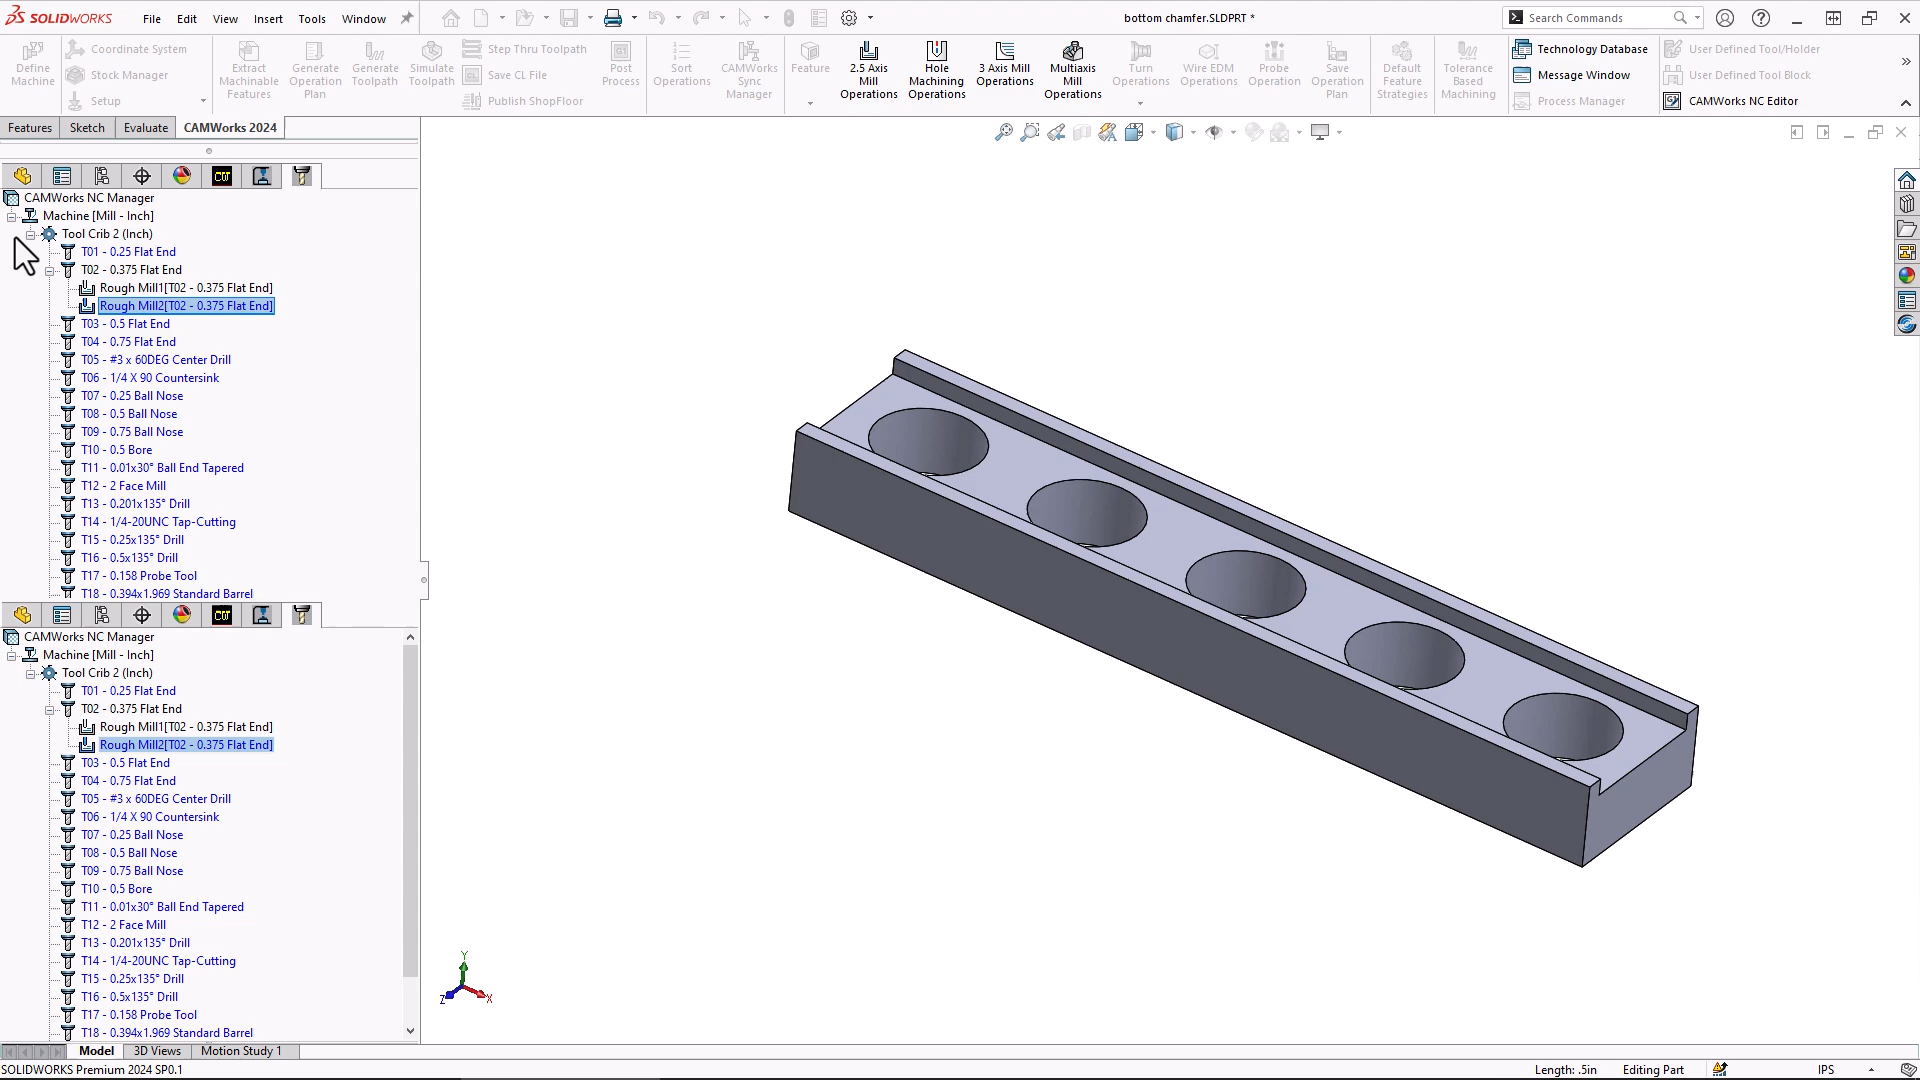 SOLIDWORKS File Edit View Insert Tools Window bottom chamfer.SLDPRT * Search Commands
Define Machine
Coordinate System
Stock Manager
Setup
Extract Machinable Features
Generate Operation Plan
Generate Toolpath
Simulate Toolpath
Step Thru Toolpath
Save CL File
Publish ShopFloor
Post Process
Sort Operations
CAMWorks Sync Manager
Feature
2.5 Axis Mill Operations
Hole Machining Operations
3 Axis Mill Operations
Multiaxis Mill Operations
Turn Operations
Wire EDM Operations
Probe Operation
Save Operation Plan
Default Feature Strategies
Tolerance Based Machining
Technology Database
Message Window
Process Manager
User Defined Tool/Holder
User Defined Tool Block
CAMWorks NC Editor
Features Sketch Evaluate CAMWorks 2024
CAMWorks NC Manager
Machine [Mill - Inch]
Tool Crib 2 (Inch)
T01 - 0.25 Flat End
T02 - 0.375 Flat End
Rough Mill1[T02 - 0.375 Flat End]
Rough Mill2[T02 - 0.375 Flat End]
T03 - 0.5 Flat End
T04 - 0.75 Flat End
T05 - #3 x 60DEG Center Drill
T06 - 1/4 X 90 Countersink
T07 - 0.25 Ball Nose
T08 - 0.5 Ball Nose
T09 - 0.75 Ball Nose
T10 - 0.5 Bore
T11 - 0.01x30° Ball End Tapered
T12 - 2 Face Mill
T13 - 0.201x135° Drill
T14 - 1/4-20UNC Tap-Cutting
T15 - 0.25x135° Drill
T16 - 0.5x135° Drill
T17 - 0.158 Probe Tool
T18 - 0.394x1.969 Standard Barrel
CAMWorks NC Manager
Machine [Mill - Inch]
Tool Crib 2 (Inch)
T01 - 0.25 Flat End
T02 - 0.375 Flat End
Rough Mill1[T02 - 0.375 Flat End]
Rough Mill2[T02 - 0.375 Flat End]
T03 - 0.5 Flat End
T04 - 0.75 Flat End
T05 - #3 x 60DEG Center Drill
T06 - 1/4 X 90 Countersink
T07 - 0.25 Ball Nose
T08 - 0.5 Ball Nose
T09 - 0.75 Ball Nose
T10 - 0.5 Bore
T11 - 0.01x30° Ball End Tapered
T12 - 2 Face Mill
T13 - 0.201x135° Drill
T14 - 1/4-20UNC Tap-Cutting
T15 - 0.25x135° Drill
T16 - 0.5x135° Drill
T17 - 0.158 Probe Tool
T18 - 0.394x1.969 Standard Barrel
Y
Z X
Model 3D Views Motion Study 1
SOLIDWORKS Premium 2024 SP0.1 Length: .5in Editing Part IPS